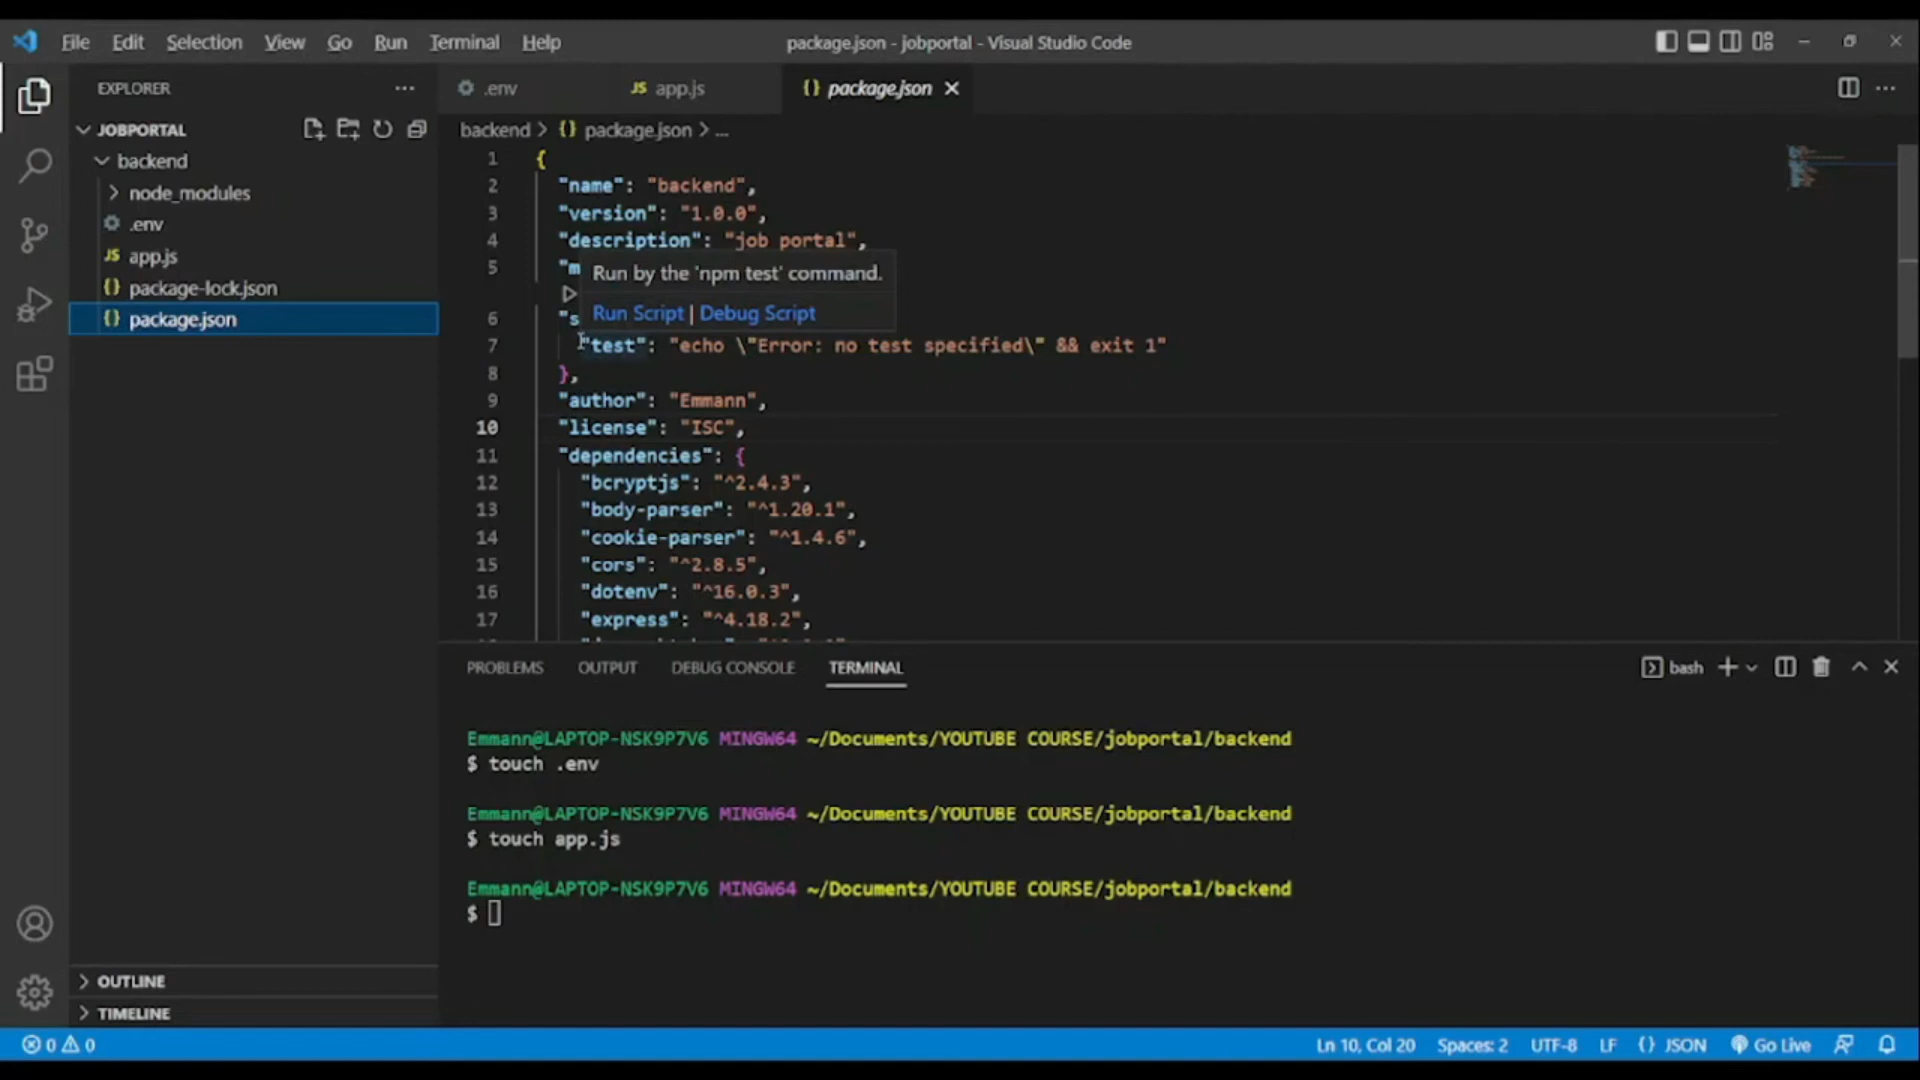 File Edit Selection View Go Run Terminal Help
package.json - jobportal - Visual Studio Code
EXPLORER
JOBPORTAL
backend
node_modules
.env
app.js
package-lock.json
package.json
OUTLINE
TIMELINE
.env
JS app.js
{} package.json
backend > {} package.json > ...
1 {
2 "name": "backend",
3 "version": "1.0.0",
4 "description": "job portal",
5 "m
Run by the 'npm test' command.
Run Script | Debug Script
6 "s
7 "test": "echo \"Error: no test specified\" && exit 1"
8 },
9 "author": "Emmann",
10 "license": "ISC",
11 "dependencies": {
12 "bcryptjs": "^2.4.3",
13 "body-parser": "^1.20.1",
14 "cookie-parser": "^1.4.6",
15 "cors": "^2.8.5",
16 "dotenv": "^16.0.3",
17 "express": "^4.18.2",
PROBLEMS OUTPUT DEBUG CONSOLE TERMINAL
bash
Emmann@LAPTOP-NSK9P7V6 MINGW64 ~/Documents/YOUTUBE COURSE/jobportal/backend
$ touch .env
Emmann@LAPTOP-NSK9P7V6 MINGW64 ~/Documents/YOUTUBE COURSE/jobportal/backend
$ touch app.js
Emmann@LAPTOP-NSK9P7V6 MINGW64 ~/Documents/YOUTUBE COURSE/jobportal/backend
$
0 0
Ln 10, Col 20 Spaces: 2 UTF-8 LF {} JSON Go Live